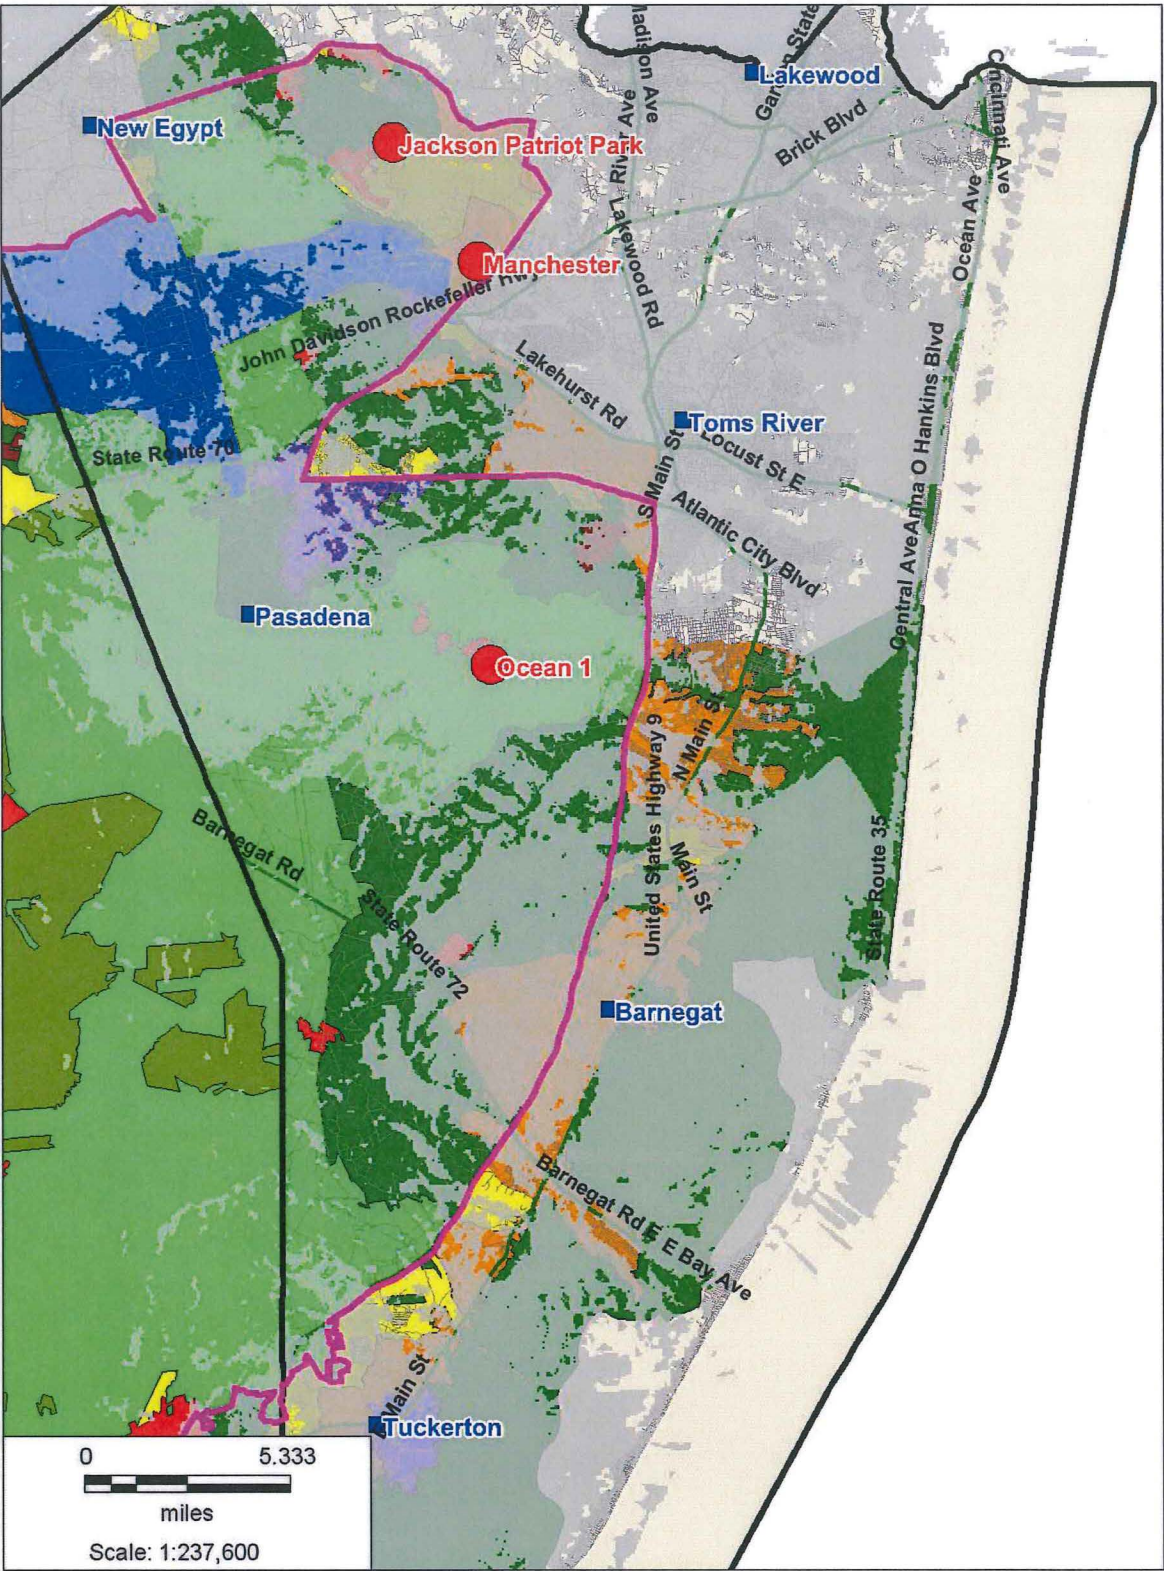 Madison Ave
Garden State
Lakewood
Cincinnati Ave
New Egypt
Brick Blvd
Jackson Patriot Park
River Ave
Ocean Ave
Manchester
Lakewood Rd
John Davidson Rockefeller Hwy
Lakehurst Rd
Anna O Hankins Blvd
Toms River
Locust St E
State Route 70
S Main St
Atlantic City Blvd
Central Ave
Pasadena
Ocean 1
N Main St
United States Highway 9
Barnegat Rd
Main St
State Route 35
State Route 72
Barnegat
Barnegat Rd E E Bay Ave
Main St
Tuckerton
0 5.333
miles
Scale: 1:237,600